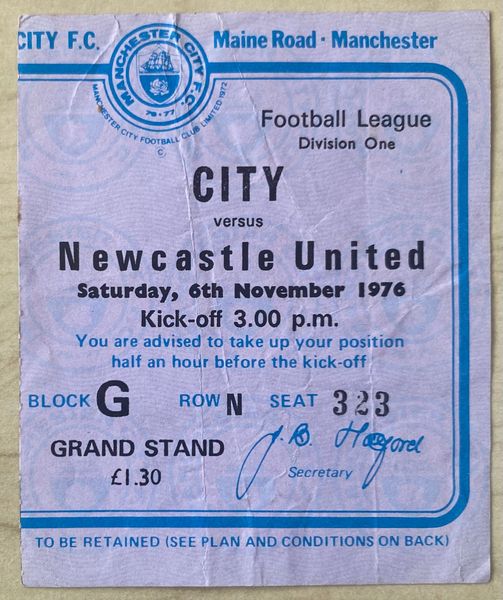 CITY F.C.
Maine Road · Manchester
MANCHESTER CITY F.C.
76-77
MANCHESTER CITY FOOTBALL CLUB LIMITED 1972
©
Football League
Division One
CITY
versus
Newcastle United
Saturday, 6th November 1976
Kick-off 3.00 p.m.
You are advised to take up your position
half an hour before the kick-off
BLOCK G ROW N SEAT 323
GRAND STAND
£1.30
J. B. Halford
Secretary
TO BE RETAINED (SEE PLAN AND CONDITIONS ON BACK)